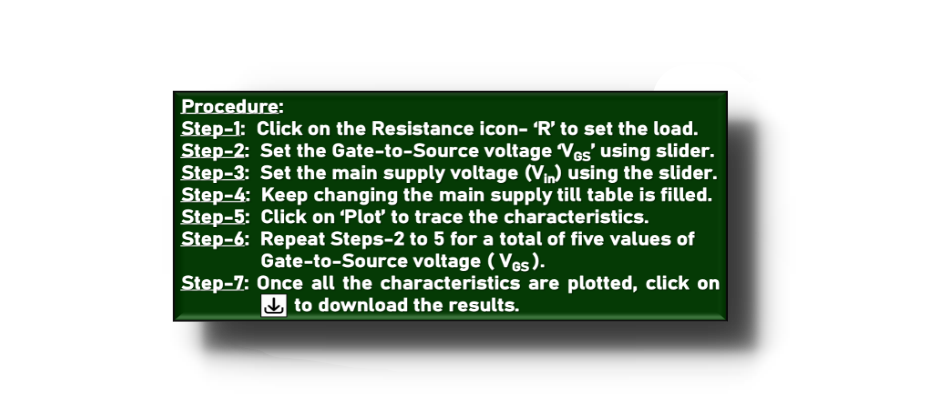 Procedure:
Step-1: Click on the Resistance icon- ‘R’ to set the load.
Step-2: Set the Gate-to-Source voltage ‘VGS’ using slider.
Step-3: Set the main supply voltage (Vin) using the slider.
Step-4: Keep changing the main supply till table is filled.
Step-5: Click on ‘Plot’ to trace the characteristics.
Step-6: Repeat Steps-2 to 5 for a total of five values of
Gate-to-Source voltage ( VGS ).
Step-7: Once all the characteristics are plotted, click on
to download the results.